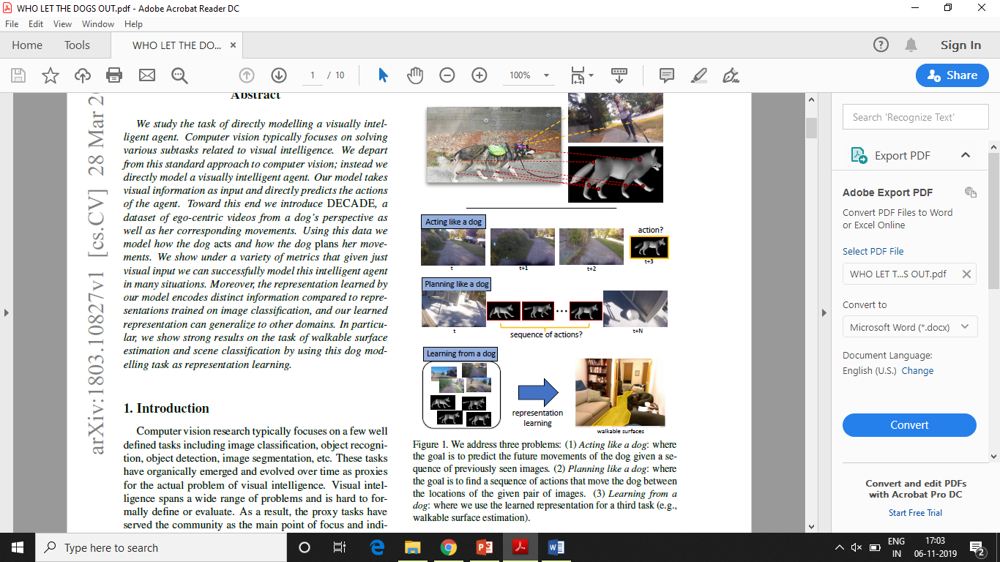 WHO LET THE DOGS OUT.pdf - Adobe Acrobat Reader DC
File Edit View Window Help
Home Tools WHO LET THE DO... ×
Sign In
1 / 10
100%
Share
arXiv:1803.10827v1 [cs.CV] 28 Mar 2
Abstract
We study the task of directly modelling a visually intel-
ligent agent. Computer vision typically focuses on solving
various subtasks related to visual intelligence. We depart
from this standard approach to computer vision; instead we
directly model a visually intelligent agent. Our model takes
visual information as input and directly predicts the actions
of the agent. Toward this end we introduce DECADE, a
dataset of ego-centric videos from a dog's perspective as
well as her corresponding movements. Using this data we
model how the dog acts and how the dog plans her move-
ments. We show under a variety of metrics that given just
visual input we can successfully model this intelligent agent
in many situations. Moreover, the representation learned by
our model encodes distinct information compared to repre-
sentations trained on image classification, and our learned
representation can generalize to other domains. In particu-
lar, we show strong results on the task of walkable surface
estimation and scene classification by using this dog mod-
elling task as representation learning.
1. Introduction
Computer vision research typically focuses on a few well
defined tasks including image classification, object recogni-
tion, object detection, image segmentation, etc. These tasks
have organically emerged and evolved over time as proxies
for the actual problem of visual intelligence. Visual intel-
ligence spans a wide range of problems and is hard to for-
mally define or evaluate. As a result, the proxy tasks have
served the community as the main point of focus and indi-
Acting like a dog
action?
t t+1 t+2 t+3
Planning like a dog
...
t sequence of actions? t+N
Learning from a dog
representation
learning
walkable surfaces
Figure 1. We address three problems: (1) Acting like a dog: where
the goal is to predict the future movements of the dog given a se-
quence of previously seen images. (2) Planning like a dog: where
the goal is to find a sequence of actions that move the dog between
the locations of the given pair of images. (3) Learning from a
dog: where we use the learned representation for a third task (e.g.,
walkable surface estimation).
Search 'Recognize Text'
Export PDF
Adobe Export PDF
Convert PDF Files to Word
or Excel Online
Select PDF File
WHO LET T...S OUT.pdf
Convert to
Microsoft Word (*.docx)
Document Language:
English (U.S.) Change
Convert
Convert and edit PDFs
with Acrobat Pro DC
Start Free Trial
Type here to search
ENG
IN
17:03
06-11-2019
2